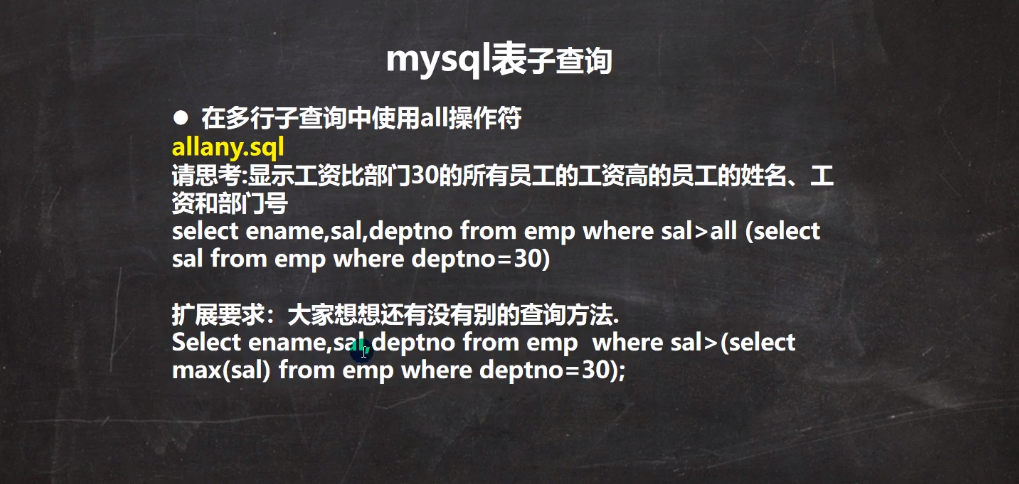 mysql表子查询
● 在多行子查询中使用all操作符
allany.sql
请思考:显示工资比部门30的所有员工的工资高的员工的姓名、工
资和部门号
select ename,sal,deptno from emp where sal>all (select
sal from emp where deptno=30)
扩展要求：大家想想还有没有别的查询方法.
Select ename,sal,deptno from emp  where sal>(select
max(sal) from emp where deptno=30);